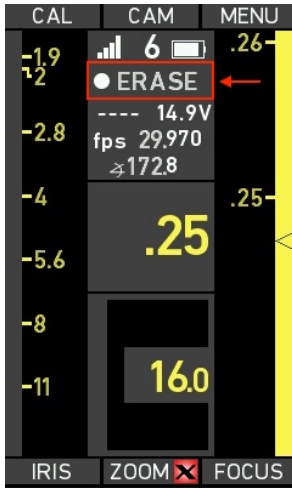 CAL CAM MENU
-1.9
-2
-2.8
-4
-5.6
-8
-11
6
ERASE
---- 14.9V
fps 29.970
∡172.8
.25
16.0
.26-
.25-
IRIS ZOOM X FOCUS